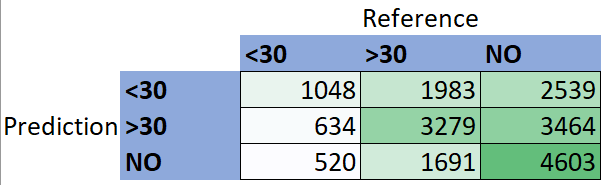 Reference
<30 >30 NO
<30 1048 1983 2539
Prediction >30 634 3279 3464
NO 520 1691 4603